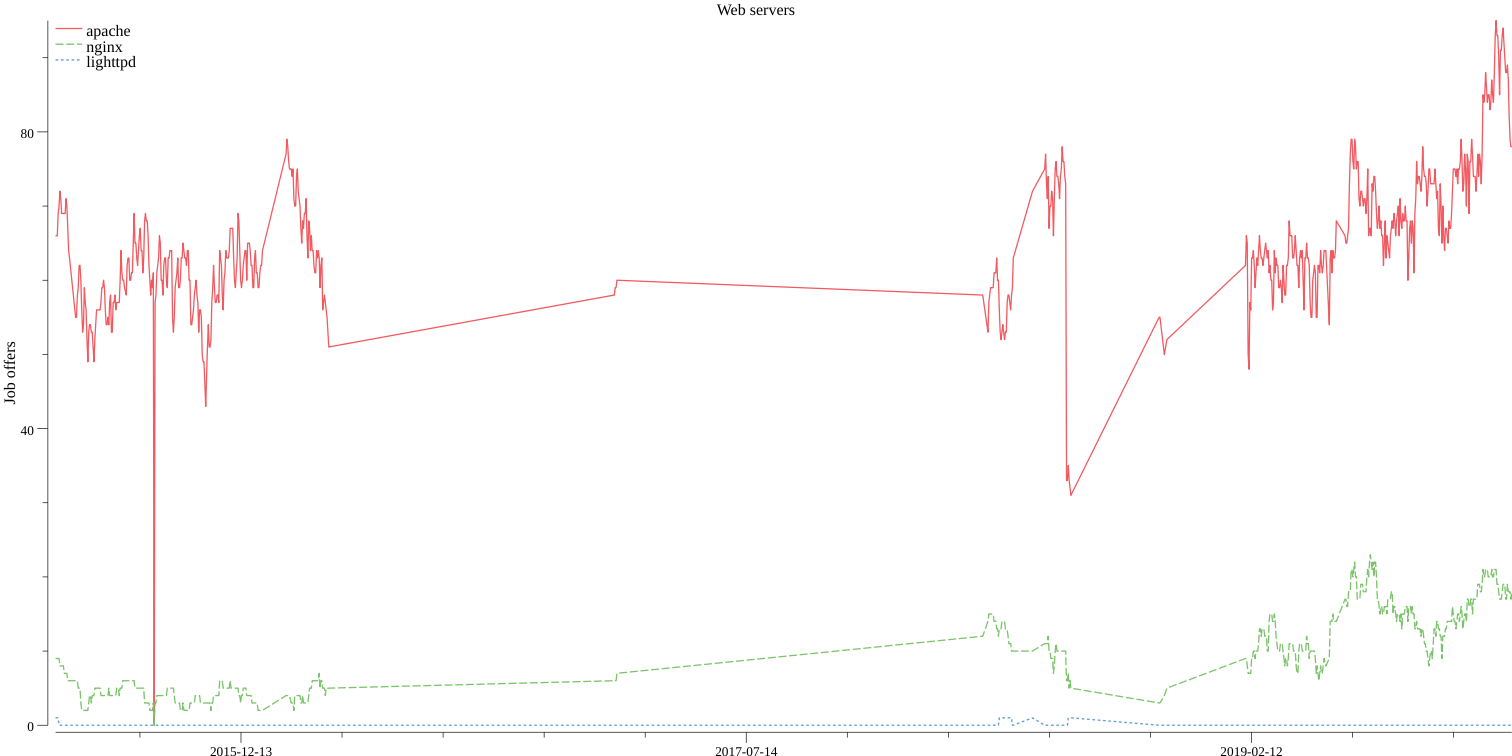 Web servers
apache
nginx
lighttpd
80
Job offers
40
0
2015-12-13
2017-07-14
2019-02-12